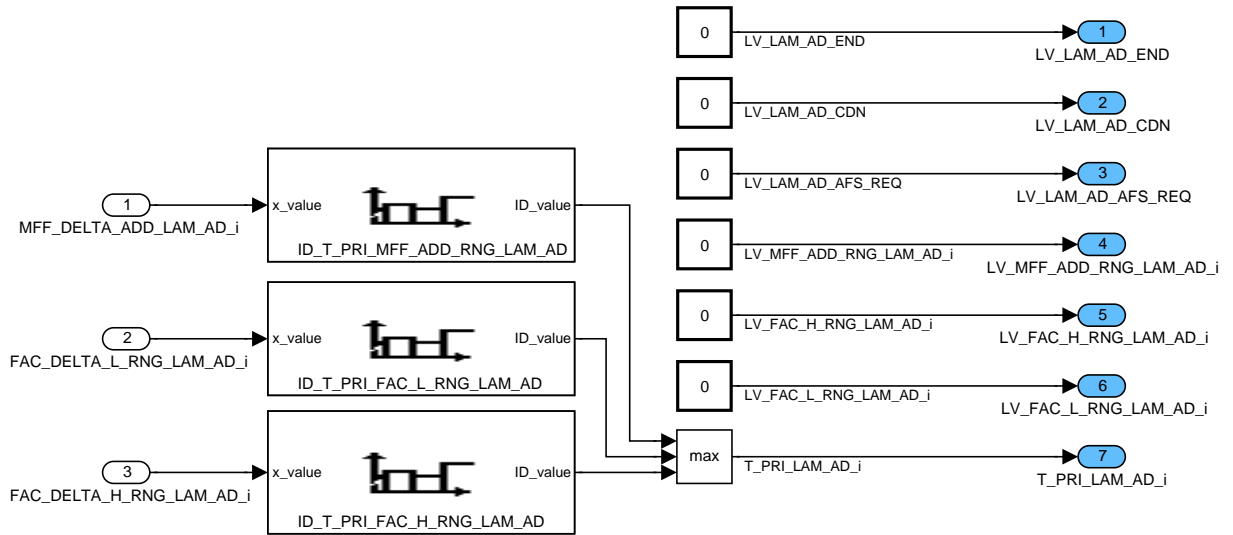 0
LV_LAM_AD_END
1
LV_LAM_AD_END
0
LV_LAM_AD_CDN
2
LV_LAM_AD_CDN
0
LV_LAM_AD_AFS_REQ
3
LV_LAM_AD_AFS_REQ
1
MFF_DELTA_ADD_LAM_AD_i
x_value
ID_value
ID_T_PRI_MFF_ADD_RNG_LAM_AD
0
LV_MFF_ADD_RNG_LAM_AD_i
4
LV_MFF_ADD_RNG_LAM_AD_i
0
LV_FAC_H_RNG_LAM_AD_i
5
LV_FAC_H_RNG_LAM_AD_i
2
FAC_DELTA_L_RNG_LAM_AD_i
x_value
ID_value
ID_T_PRI_FAC_L_RNG_LAM_AD
0
LV_FAC_L_RNG_LAM_AD_i
6
LV_FAC_L_RNG_LAM_AD_i
3
FAC_DELTA_H_RNG_LAM_AD_i
x_value
ID_value
ID_T_PRI_FAC_H_RNG_LAM_AD
max
T_PRI_LAM_AD_i
7
T_PRI_LAM_AD_i